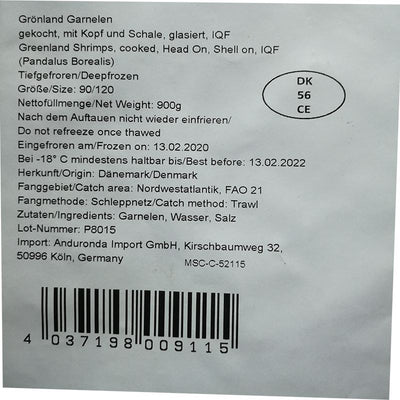 Grönland Garnelen
gekocht, mit Kopf und Schale, glasiert, IQF
Greenland Shrimps, cooked, Head On, Shell on, IQF
(Pandalus Borealis)
Tiefgefroren/Deepfrozen
Größe/Size: 90/120
Nettofüllmenge/Net Weight: 900g
Nach dem Auftauen nicht wieder einfrieren/
Do not refreeze once thawed
Eingefroren am/Frozen on: 13.02.2020
Bei -18° C mindestens haltbar bis/Best before: 13.02.2022
Herkunft/Origin: Dänemark/Denmark
Fanggebiet/Catch area: Nordwestatlantik, FAO 21
Fangmethode: Schleppnetz/Catch method: Trawl
Zutaten/Ingredients: Garnelen, Wasser, Salz
Lot-Nummer: P8015
Import: Anduronda Import GmbH, Kirschbaumweg 32,
50996 Köln, Germany
MSC-C-52115
DK
56
CE
4 037198 009115